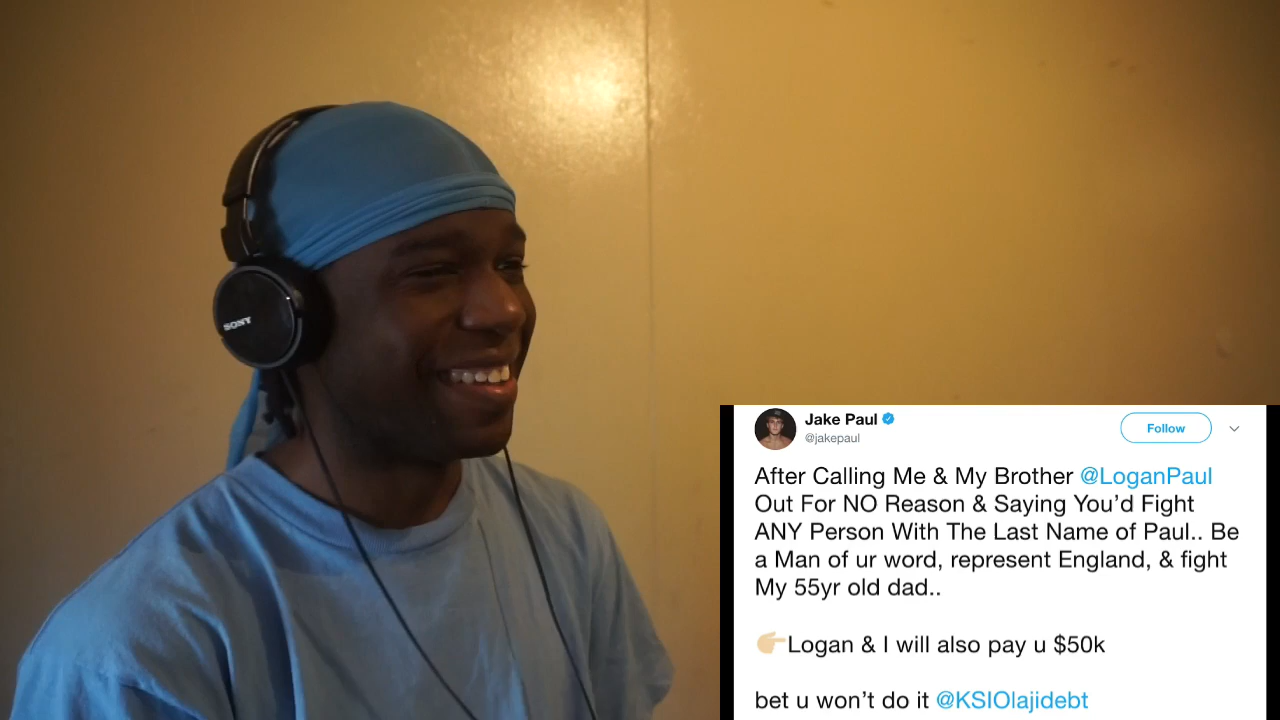 SONY
Jake Paul
@jakepaul
Follow
After Calling Me & My Brother @LoganPaul
Out For NO Reason & Saying You’d Fight
ANY Person With The Last Name of Paul.. Be
a Man of ur word, represent England, & fight
My 55yr old dad..
👉🏼Logan & I will also pay u $50k
bet u won’t do it @KSIOlajidebt